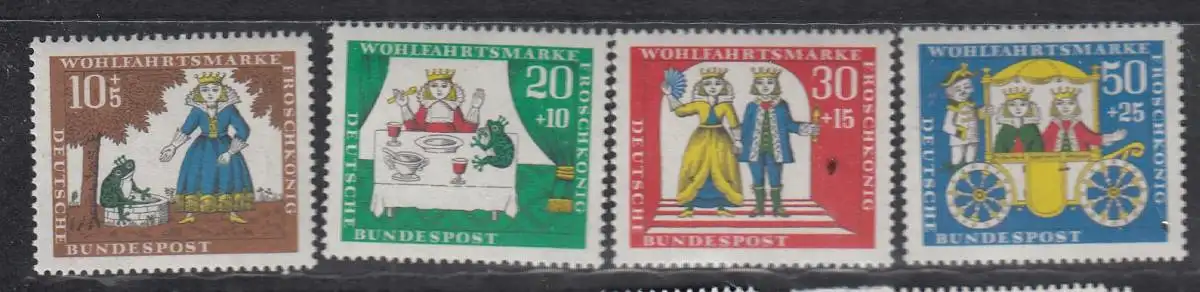 WOHLFAHRTSMARKE
10+5
FROSCHKÖNIG
DEUTSCHE
BUNDESPOST
WOHLFAHRTSMARKE
20
+10
FROSCHKÖNIG
DEUTSCHE
BUNDESPOST
WOHLFAHRTSMARKE
30
+15
FROSCHKÖNIG
DEUTSCHE
BUNDESPOST
WOHLFAHRTSMARKE
50
+25
FROSCHKÖNIG
DEUTSCHE
BUNDESPOST